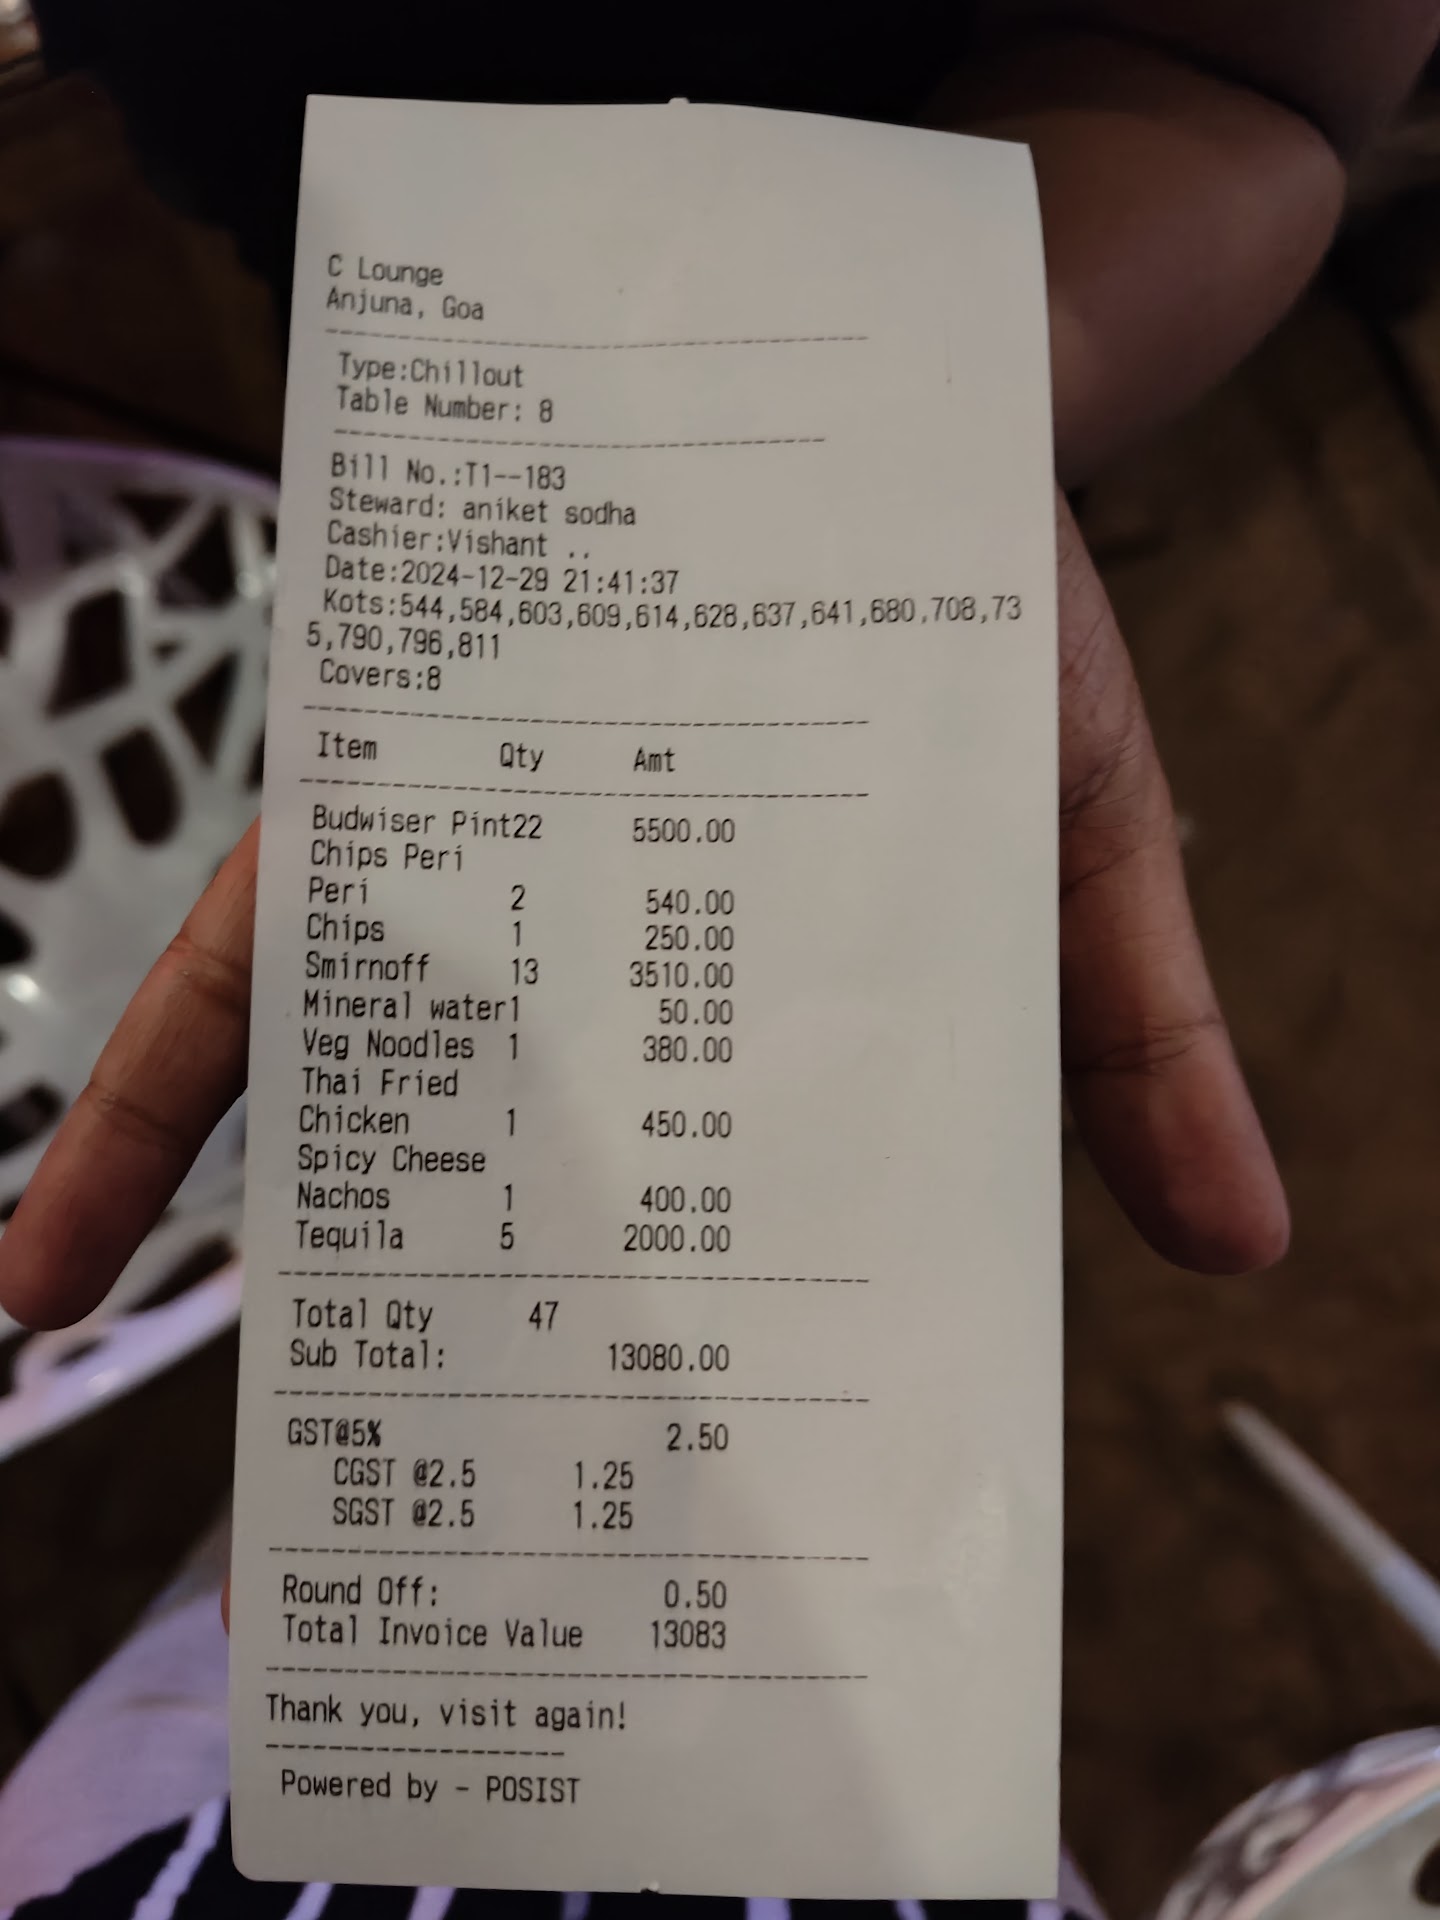 C Lounge
Anjuna, Goa
Type:Chillout
Table Number: 8
Bill No.:T1--183
Steward: aniket sodha
Cashier:Vishant ..
Date:2024-12-29 21:41:37
Kots:544,584,603,609,614,628,637,641,680,708,73
5,790,796,811
Covers:8
Item Qty Amt
Budwiser Pint22 5500.00
Chips Peri
Peri 2 540.00
Chips 1 250.00
Smirnoff 13 3510.00
Mineral water1 50.00
Veg Noodles 1 380.00
Thai Fried
Chicken 1 450.00
Spicy Cheese
Nachos 1 400.00
Tequila 5 2000.00
Total Qty 47
Sub Total: 13080.00
GST@5% 2.50
CGST @2.5 1.25
SGST @2.5 1.25
Round Off: 0.50
Total Invoice Value 13083
Thank you, visit again!
Powered by - POSIST